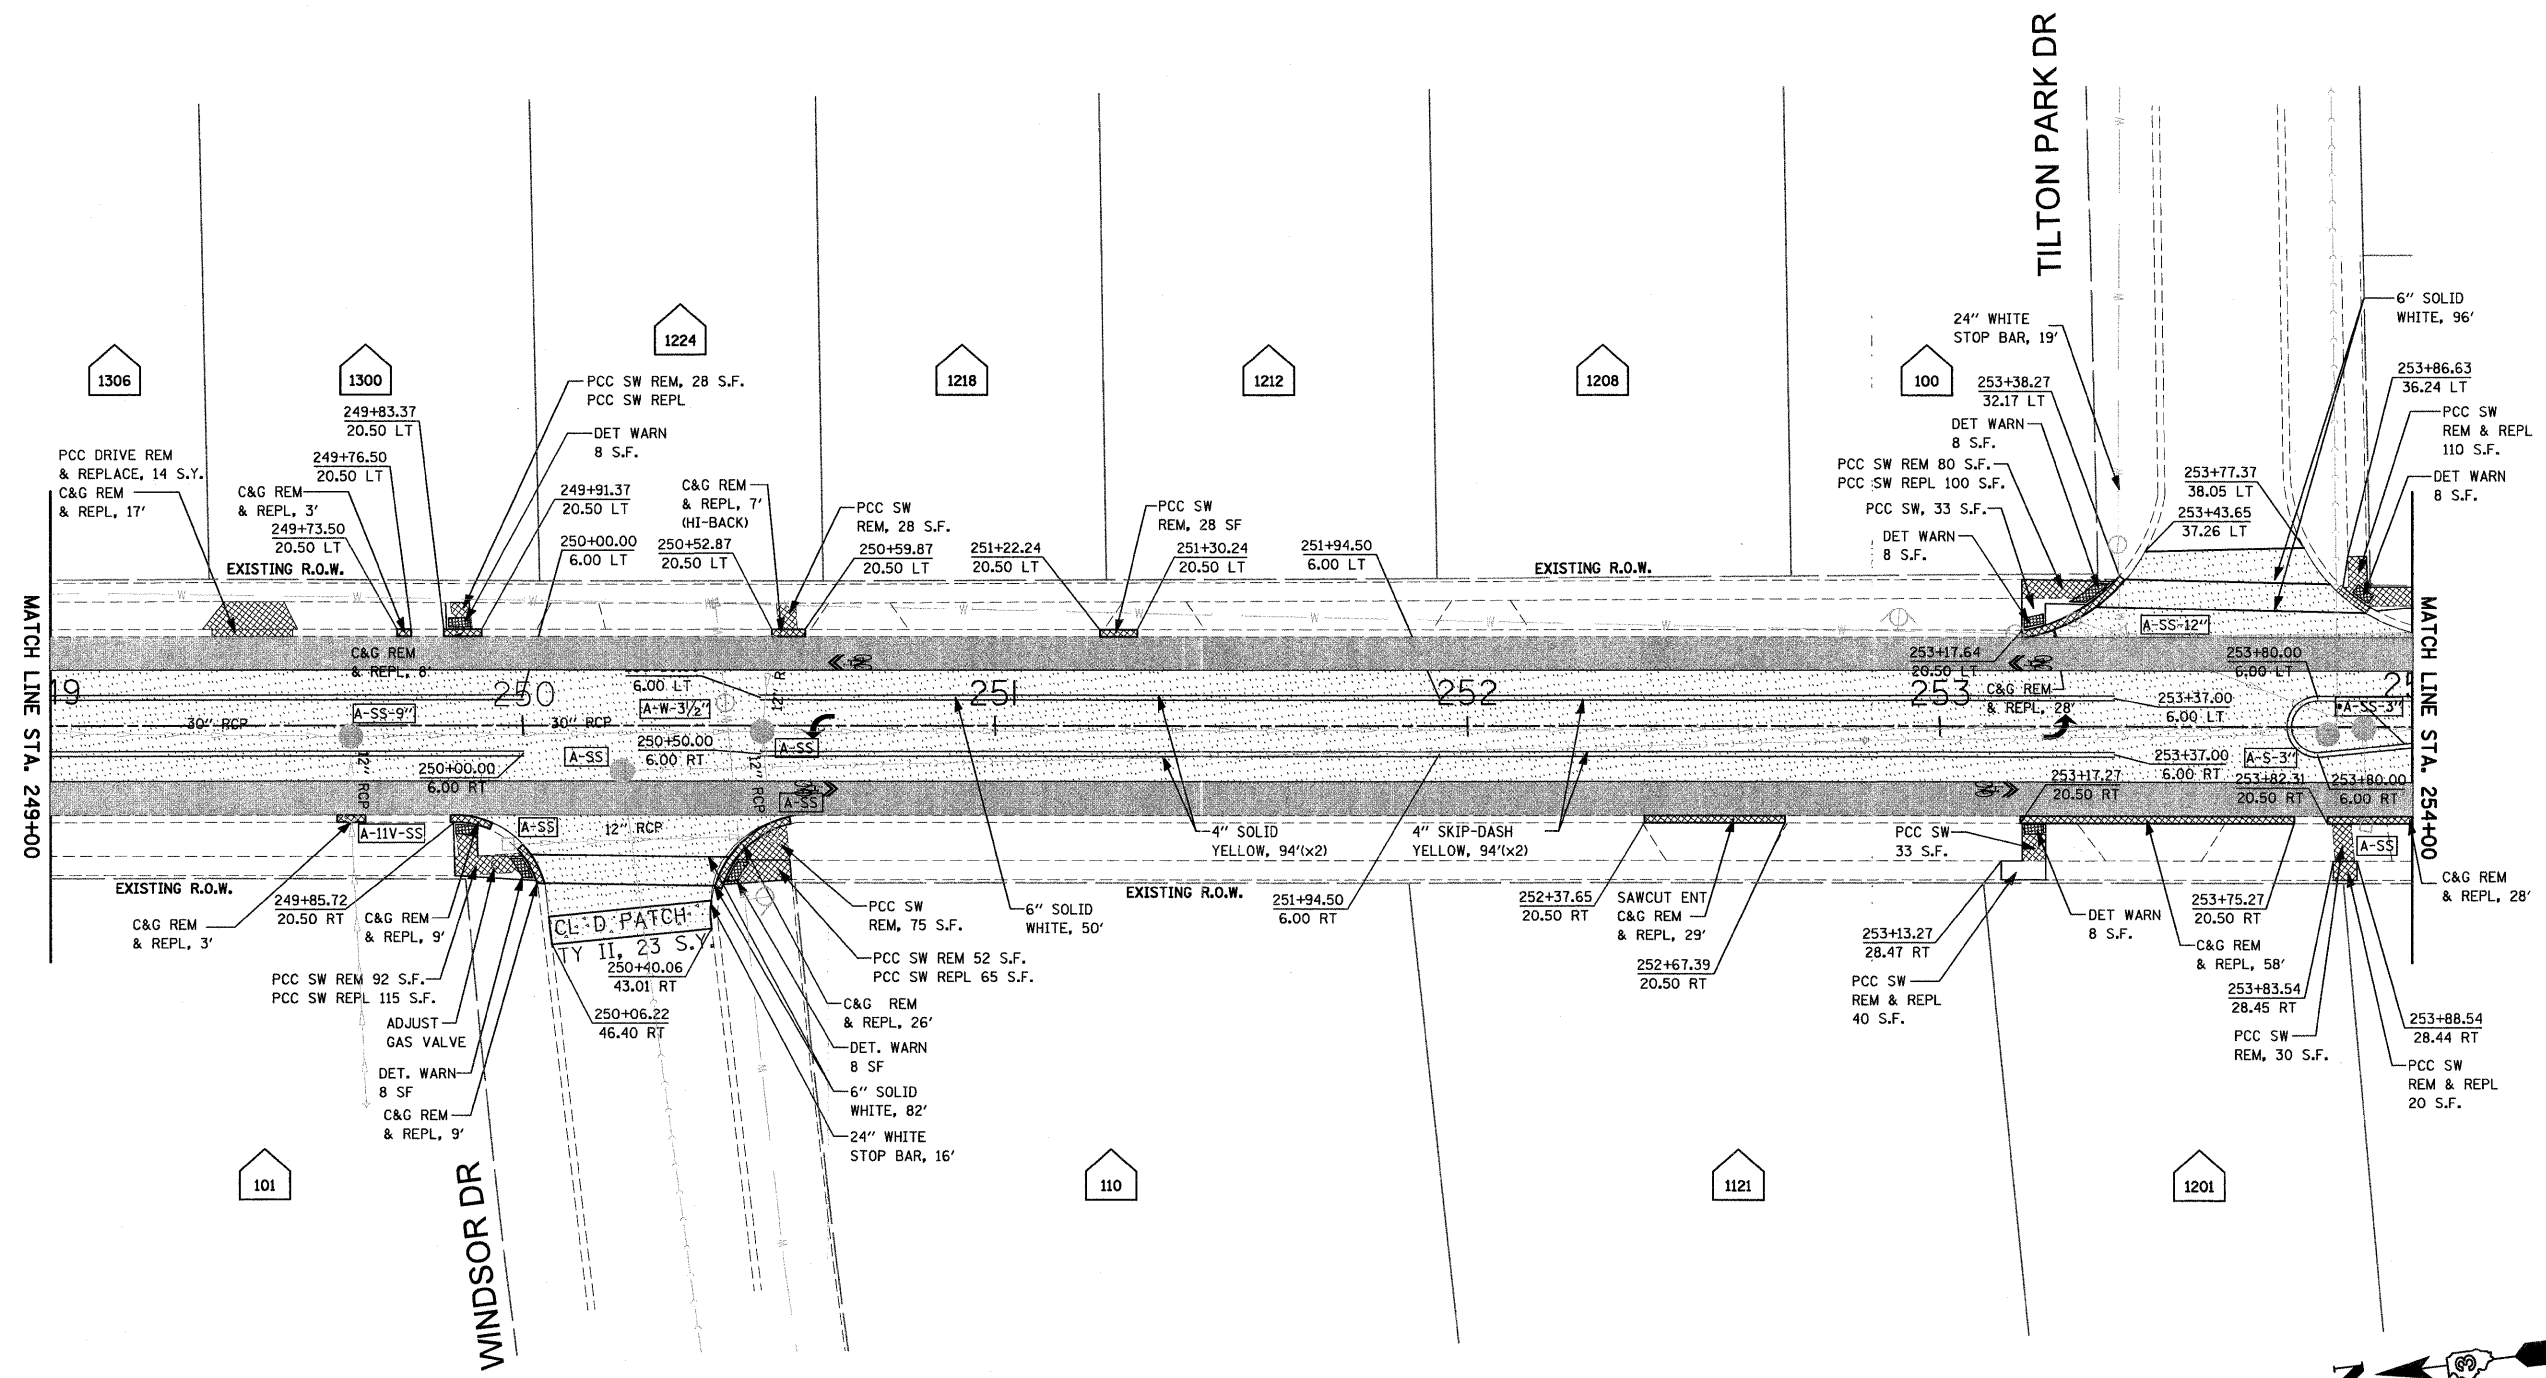 TILTON PARK DR
6" SOLID
WHITE, 96'
24" WHITE
STOP BAR, 19'
1224
1306
1300
1218
1212
1208
100
253+38.27
32.17 LT
253+86.63
36.24 LT
PCC SW REM, 28 S.F.
PCC SW REPL
249+83.37
20.50 LT
DET WARN
8 S.F.
PCC SW
REM & REPL
110 S.F.
DET WARN
8 S.F.
PCC DRIVE REM
& REPLACE, 14 S.Y.
C&G REM
& REPL, 17'
249+76.50
20.50 LT
C&G REM
& REPL, 3'
249+91.37
20.50 LT
C&G REM
& REPL, 7'
(HI-BACK)
PCC SW
REM, 28 S.F.
PCC SW
REM, 28 SF
PCC SW REM 80 S.F.
PCC SW REPL 100 S.F.
253+77.37
38.05 LT
DET WARN
8 S.F.
PCC SW, 33 S.F.
253+43.65
37.26 LT
249+73.50
20.50 LT
250+00.00
6.00 LT
250+52.87
20.50 LT
250+59.87
20.50 LT
251+22.24
20.50 LT
251+30.24
20.50 LT
251+94.50
6.00 LT
DET WARN
8 S.F.
EXISTING R.O.W.
EXISTING R.O.W.
MATCH LINE STA. 249+00
MATCH LINE STA. 254+00
A-SS-12"
C&G REM
& REPL, 8'
253+17.64
20.50 LT
253+80.00
6.00 LT
6.00 LT
250
251
252
253
C&G REM
& REPL, 28'
253+37.00
6.00 LT
A-SS-9"
A-W-3 1/2"
12" R
A-SS-3"
30" RCP
30" RCP
250+50.00
6.00 RT
A-SS
A-SS
253+37.00
6.00 RT
A-S-3"
250+00.00
6.00 RT
12" RCP
12" RCP
253+17.27
20.50 RT
253+82.31
20.50 RT
253+80.00
6.00 RT
A-SS
A-11V-SS
A-SS
12" RCP
4" SOLID
YELLOW, 94'(x2)
4" SKIP-DASH
YELLOW, 94'(x2)
PCC SW
33 S.F.
A-SS
EXISTING R.O.W.
EXISTING R.O.W.
249+85.72
20.50 RT
C&G REM
& REPL, 3'
C&G REM
& REPL, 9'
CL D PATCH
TY II, 23 S.Y.
PCC SW
REM, 75 S.F.
6" SOLID
WHITE, 50'
251+94.50
6.00 RT
252+37.65
20.50 RT
SAWCUT ENT
C&G REM
& REPL, 29'
253+13.27
28.47 RT
DET WARN
8 S.F.
253+75.27
20.50 RT
C&G REM
& REPL, 28'
C&G REM
& REPL, 58'
PCC SW REM 92 S.F.
PCC SW REPL 115 S.F.
250+40.06
43.01 RT
PCC SW REM 52 S.F.
PCC SW REPL 65 S.F.
252+67.39
20.50 RT
PCC SW
REM & REPL
40 S.F.
253+83.54
28.45 RT
ADJUST
GAS VALVE
250+06.22
46.40 RT
C&G REM
& REPL, 26'
253+88.54
28.44 RT
DET. WARN
8 SF
PCC SW
REM, 30 S.F.
DET. WARN
8 SF
PCC SW
REM & REPL
20 S.F.
C&G REM
& REPL, 9'
6" SOLID
WHITE, 82'
24" WHITE
STOP BAR, 16'
101
110
1121
1201
WINDSOR DR
N
3